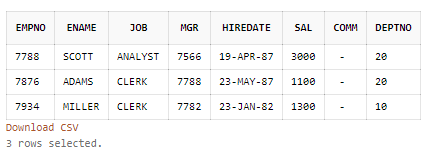 EMPNO ENAME JOB MGR HIREDATE SAL COMM DEPTNO
7788 SCOTT ANALYST 7566 19-APR-87 3000 - 20
7876 ADAMS CLERK 7788 23-MAY-87 1100 - 20
7934 MILLER CLERK 7782 23-JAN-82 1300 - 10
Download CSV
3 rows selected.